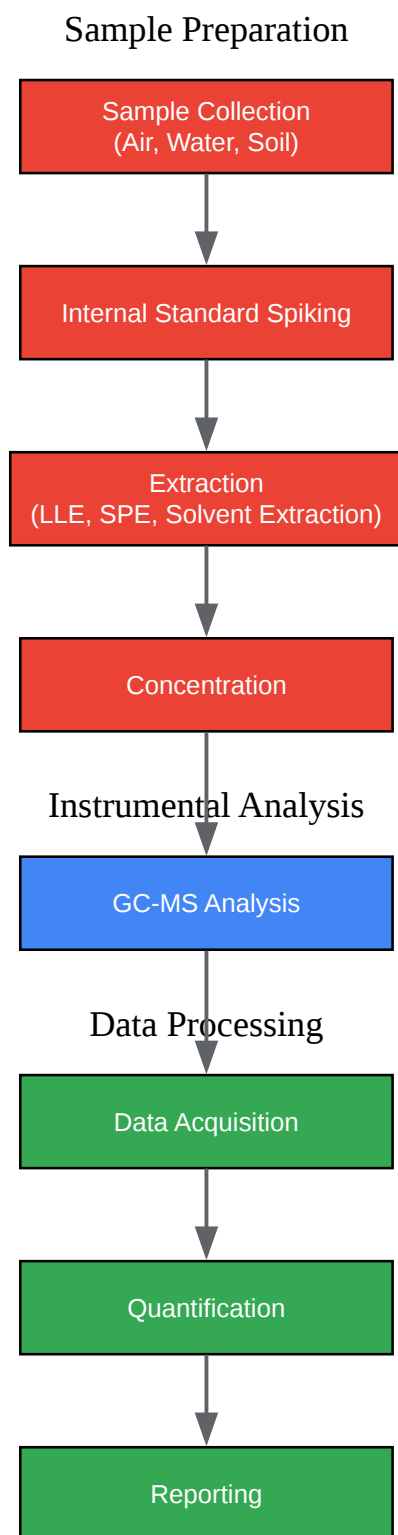 Sample Preparation
Sample Collection
(Air, Water, Soil)
Internal Standard Spiking
Extraction
(LLE, SPE, Solvent Extraction)
Concentration
Instrumental Analysis
GC-MS Analysis
Data Processing
Data Acquisition
Quantification
Reporting